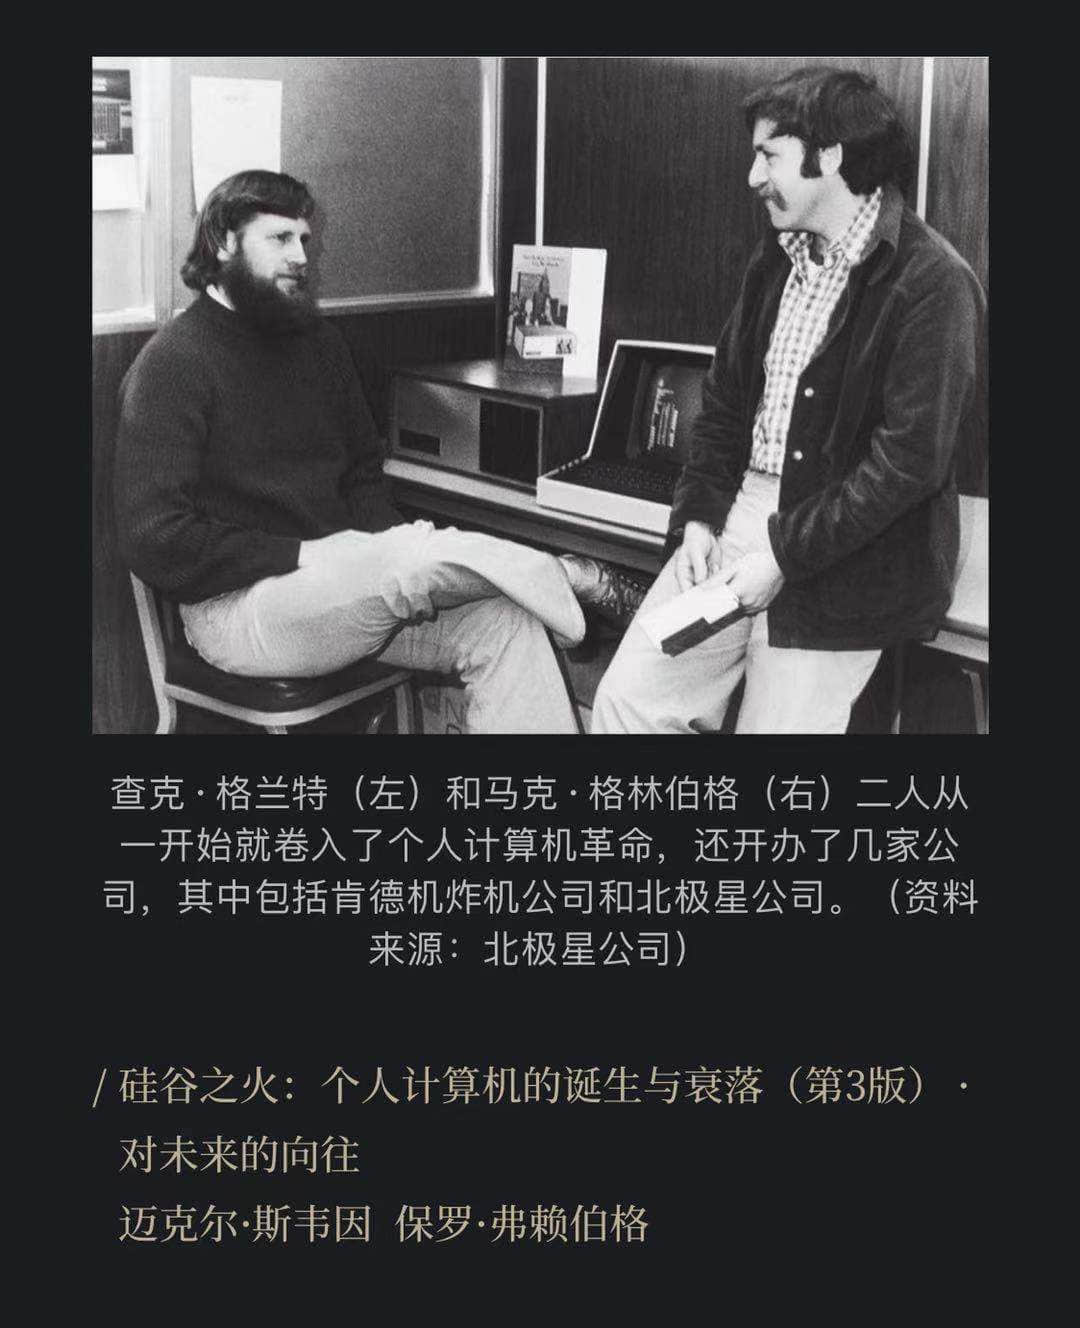 查克·格兰特（左）和马克·格林伯格（右）二人从
一开始就卷入了个人计算机革命，还开办了几家公
司，其中包括肯德机炸机公司和北极星公司。（资料
来源：北极星公司）
/ 硅谷之火：个人计算机的诞生与衰落（第3版）·
对未来的向往
迈克尔·斯韦因 保罗·弗赖伯格